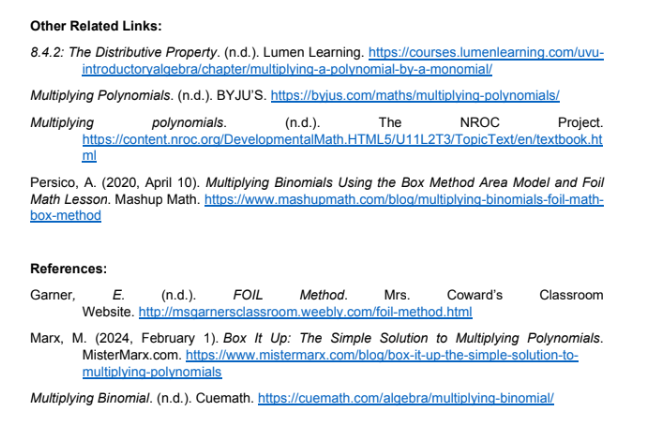 Other Related Links:
8.4.2: The Distributive Property. (n.d.). Lumen Learning. https://courses.lumenlearning.com/uvu-
introductoryalgebra/chapter/multiplying-a-polynomial-by-a-monomial/
Multiplying Polynomials. (n.d.). BYJU'S. https://byjus.com/maths/multiplying-polynomials/
Multiplying polynomials. (n.d.). The NROC Project.
https://content.nroc.org/DevelopmentalMath.HTML5/U11L2T3/TopicText/en/textbook.ht
ml
Persico, A. (2020, April 10). Multiplying Binomials Using the Box Method Area Model and Foil
Math Lesson. Mashup Math. https://www.mashupmath.com/blog/multiplying-binomials-foil-math-
box-method
References:
Garner, E. (n.d.). FOIL Method. Mrs. Coward's Classroom
Website. http://msgarnersclassroom.weebly.com/foil-method.html
Marx, M. (2024, February 1). Box It Up: The Simple Solution to Multiplying Polynomials.
MisterMarx.com. https://www.mistermarx.com/blog/box-it-up-the-simple-solution-to-
multiplying-polynomials
Multiplying Binomial. (n.d.). Cuemath. https://cuemath.com/algebra/multiplying-binomial/